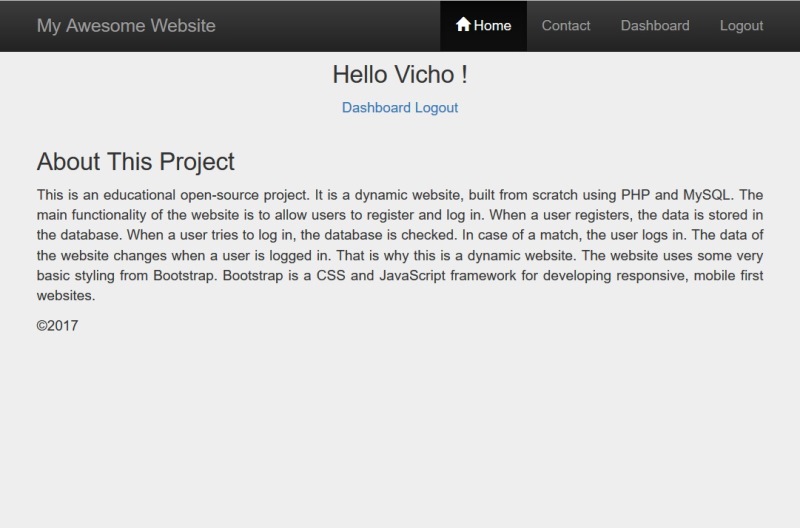 My Awesome Website Home Contact Dashboard Logout
Hello Vicho !
Dashboard Logout
About This Project
This is an educational open-source project. It is a dynamic website, built from scratch using PHP and MySQL. The
main functionality of the website is to allow users to register and log in. When a user registers, the data is stored in
the database. When a user tries to log in, the database is checked. In case of a match, the user logs in. The data of
the website changes when a user is logged in. That is why this is a dynamic website. The website uses some very
basic styling from Bootstrap. Bootstrap is a CSS and JavaScript framework for developing responsive, mobile first
websites.
©2017